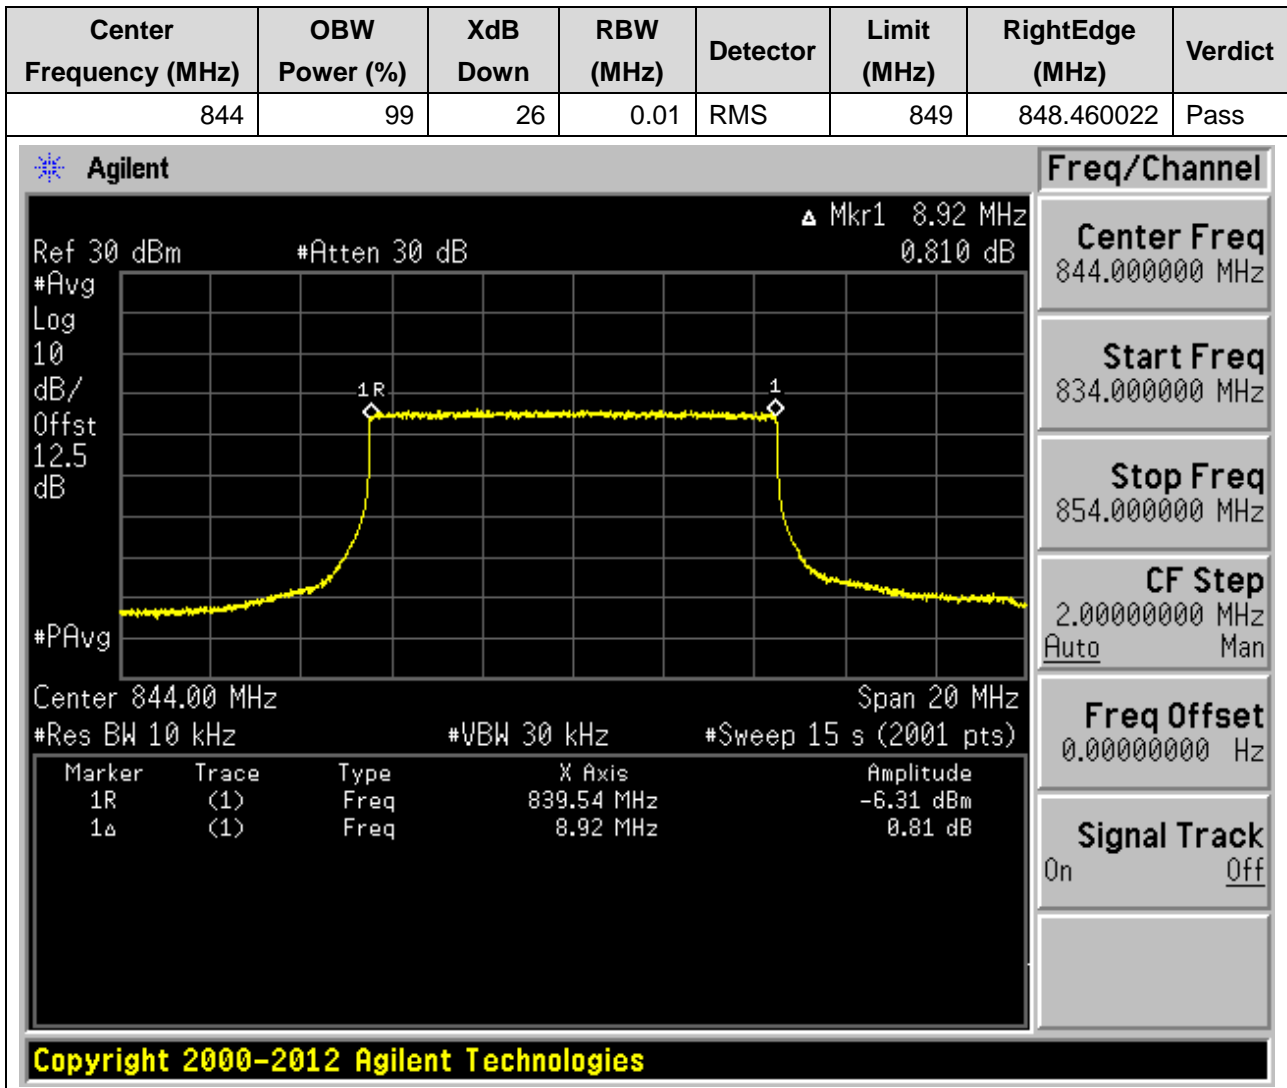 Center Frequency (MHz) OBW Power (%) XdB Down RBW (MHz) Detector Limit (MHz) RightEdge (MHz) Verdict
844 99 26 0.01 RMS 849 848.460022 Pass
Agilent
Freq/Channel
Δ Mkr1 8.92 MHz
Ref 30 dBm #Atten 30 dB 0.810 dB
#Avg
Log
10
dB/
Offst
12.5
dB
#PAvg
1R
1
Center 844.00 MHz Span 20 MHz
#Res BW 10 kHz #VBW 30 kHz #Sweep 15 s (2001 pts)
Marker Trace Type X Axis Amplitude
1R (1) Freq 839.54 MHz -6.31 dBm
1Δ (1) Freq 8.92 MHz 0.81 dB
Center Freq
844.000000 MHz
Start Freq
834.000000 MHz
Stop Freq
854.000000 MHz
CF Step
2.00000000 MHz
Auto Man
Freq Offset
0.00000000 Hz
Signal Track
On Off
Copyright 2000-2012 Agilent Technologies